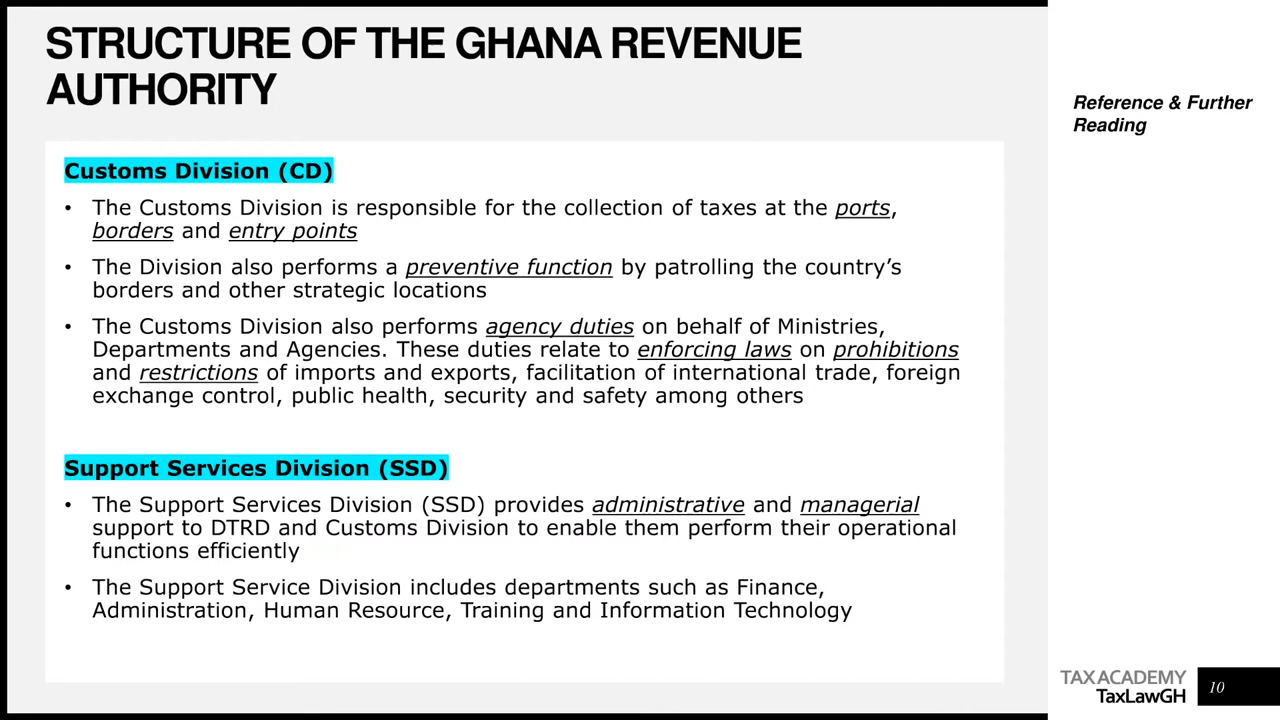 STRUCTURE OF THE GHANA REVENUE
AUTHORITY
Reference & Further
Reading
Customs Division (CD)
• The Customs Division is responsible for the collection of taxes at the ports,
borders and entry points
• The Division also performs a preventive function by patrolling the country's
borders and other strategic locations
• The Customs Division also performs agency duties on behalf of Ministries,
Departments and Agencies. These duties relate to enforcing laws on prohibitions
and restrictions of imports and exports, facilitation of international trade, foreign
exchange control, public health, security and safety among others
Support Services Division (SSD)
• The Support Services Division (SSD) provides administrative and managerial
support to DTRD and Customs Division to enable them perform their operational
functions efficiently
• The Support Service Division includes departments such as Finance,
Administration, Human Resource, Training and Information Technology
TAX ACADEMY
TaxLawGH
10